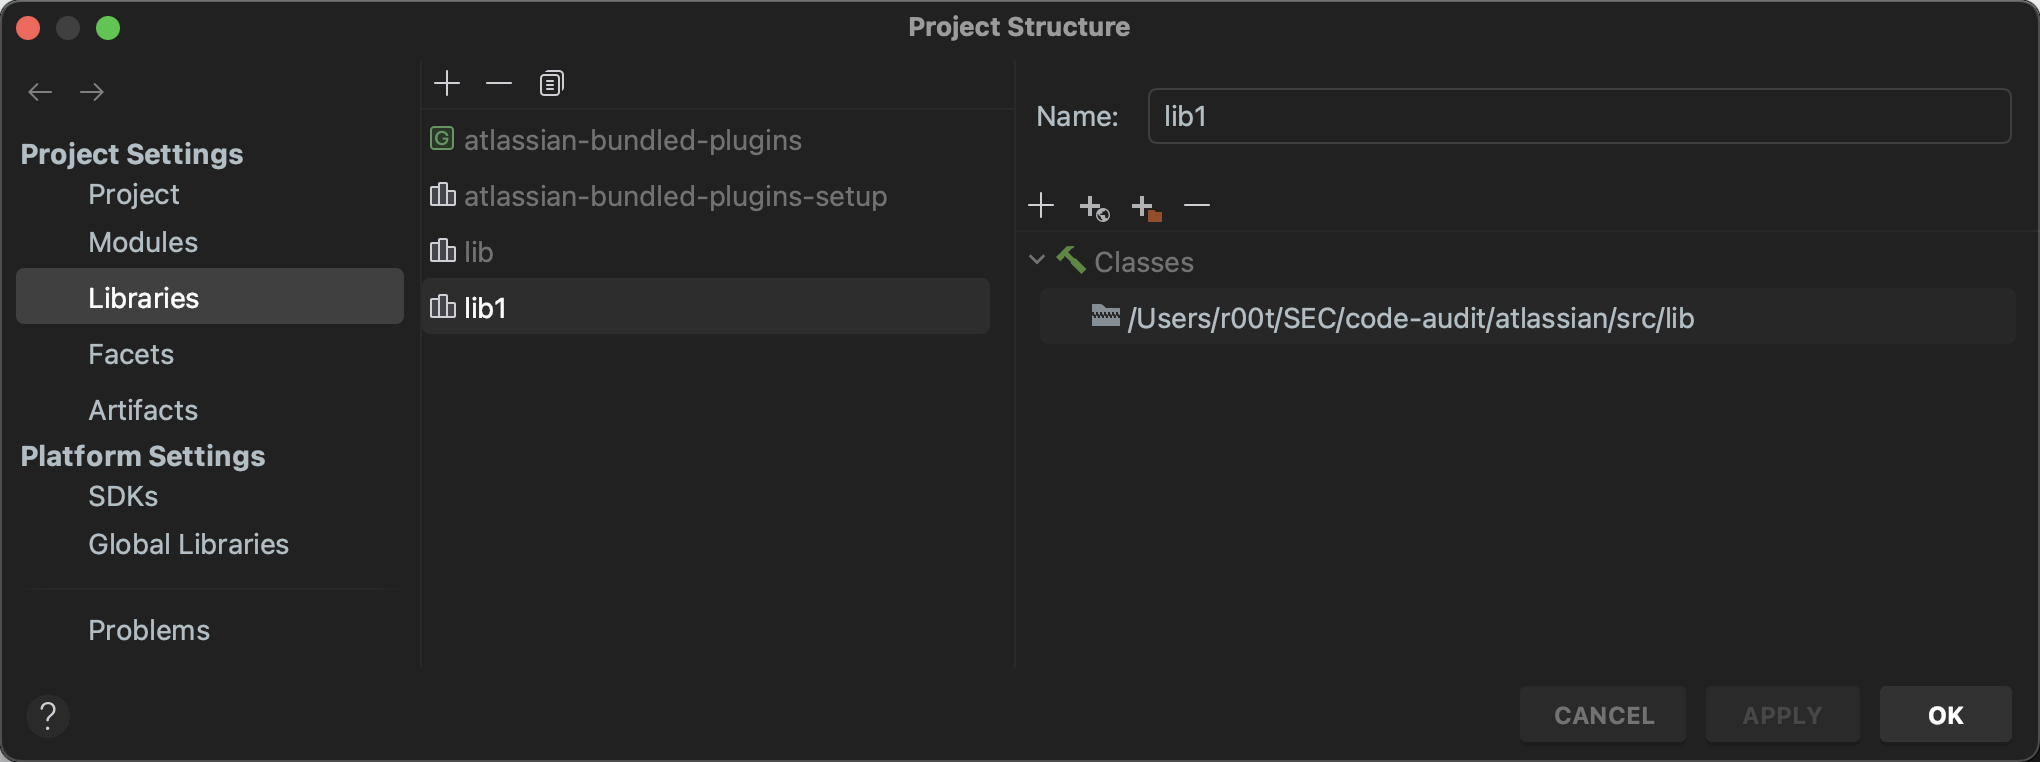 Project Structure
Project Settings
Project
Modules
Libraries
Facets
Artifacts
Platform Settings
SDKs
Global Libraries
Problems
?
G atlassian-bundled-plugins
atlassian-bundled-plugins-setup
lib
lib1
Name: lib1
Classes
/Users/r00t/SEC/code-audit/atlassian/src/lib
CANCEL APPLY OK